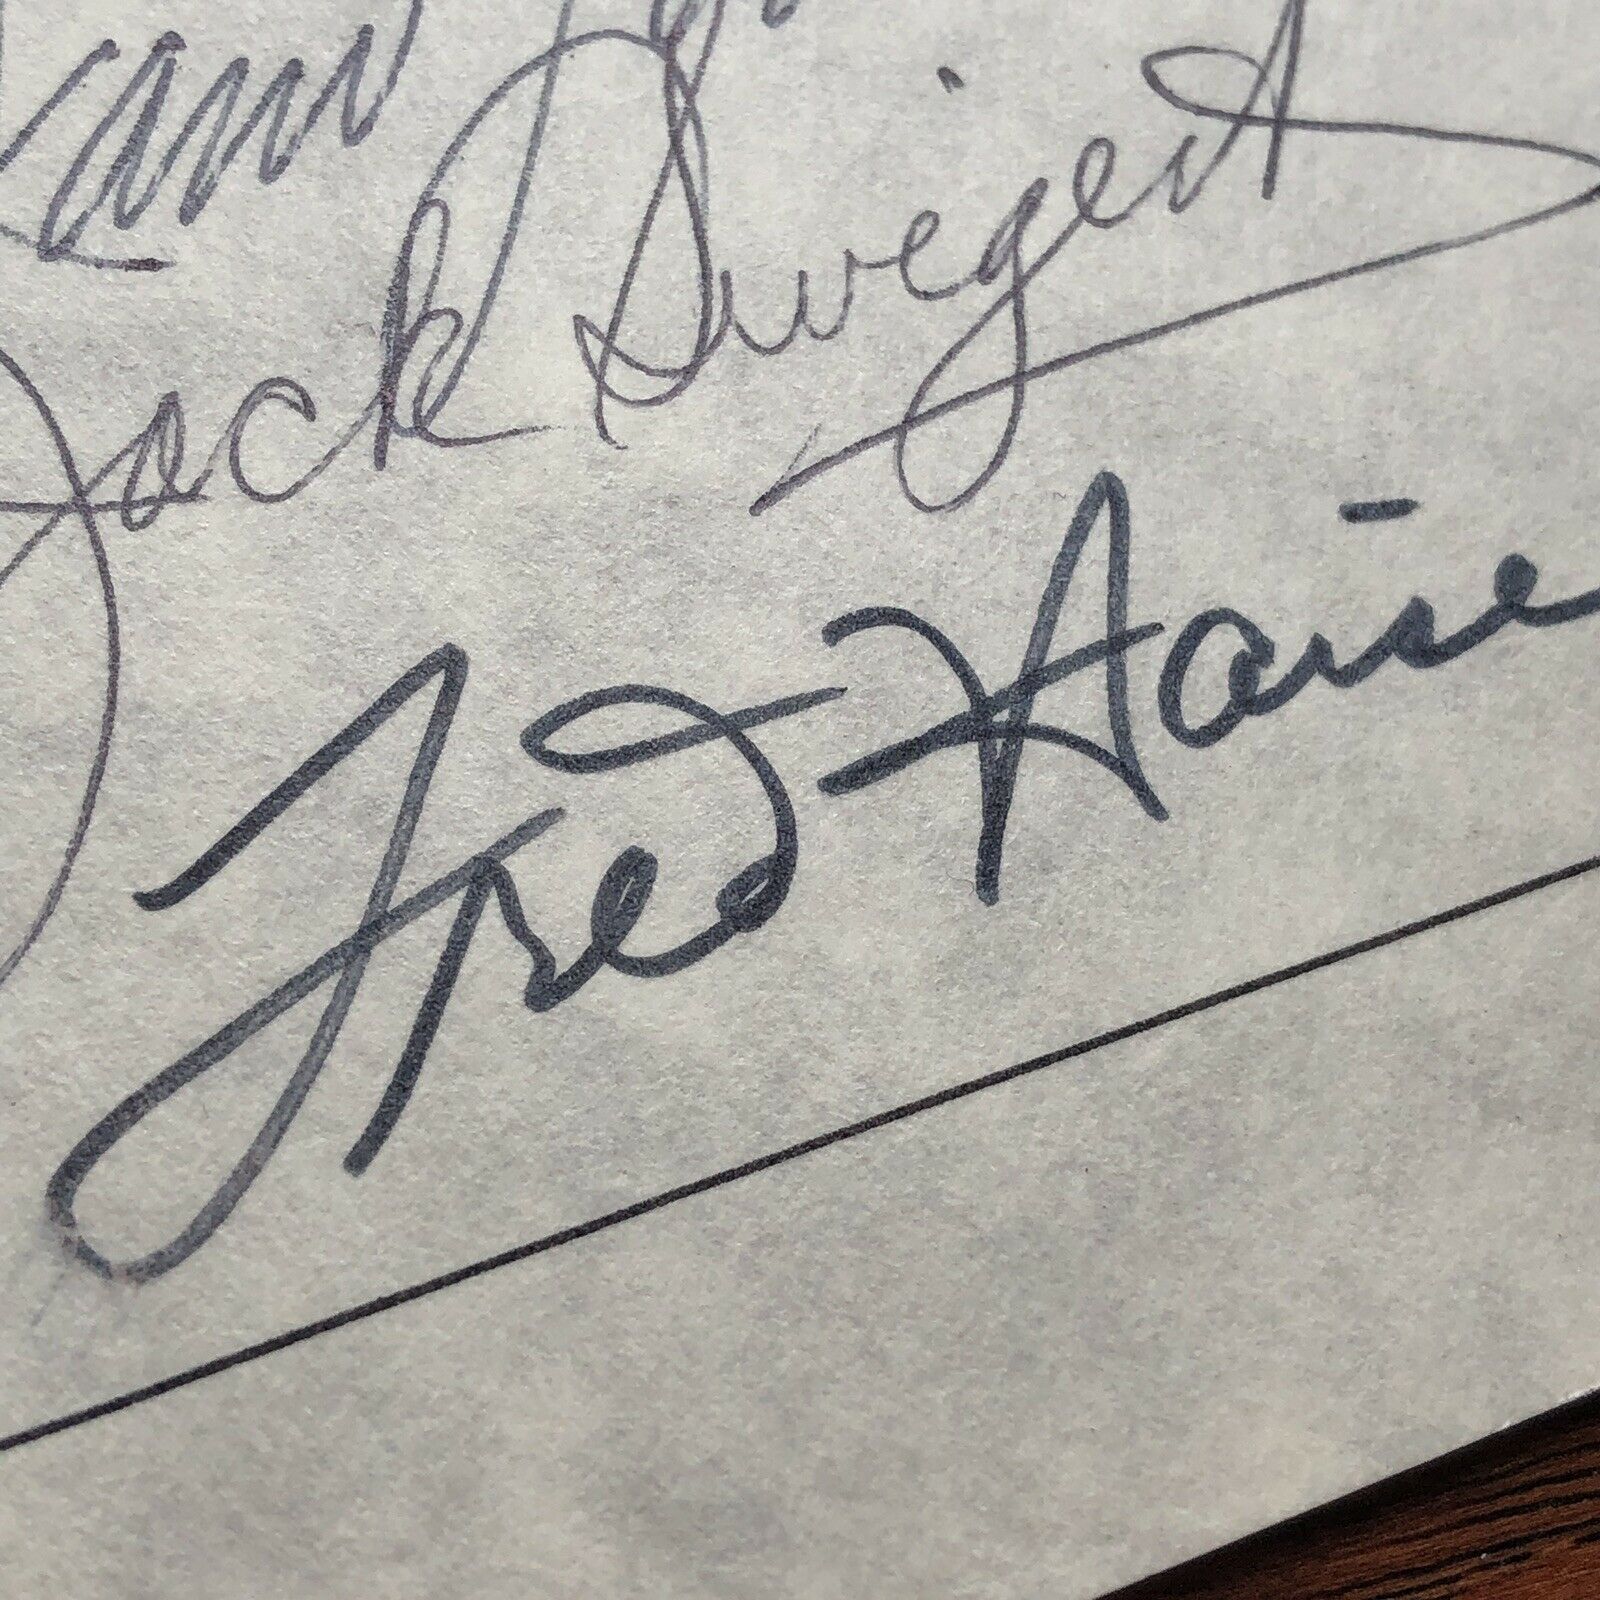 Jack Swigert
Fred Haise